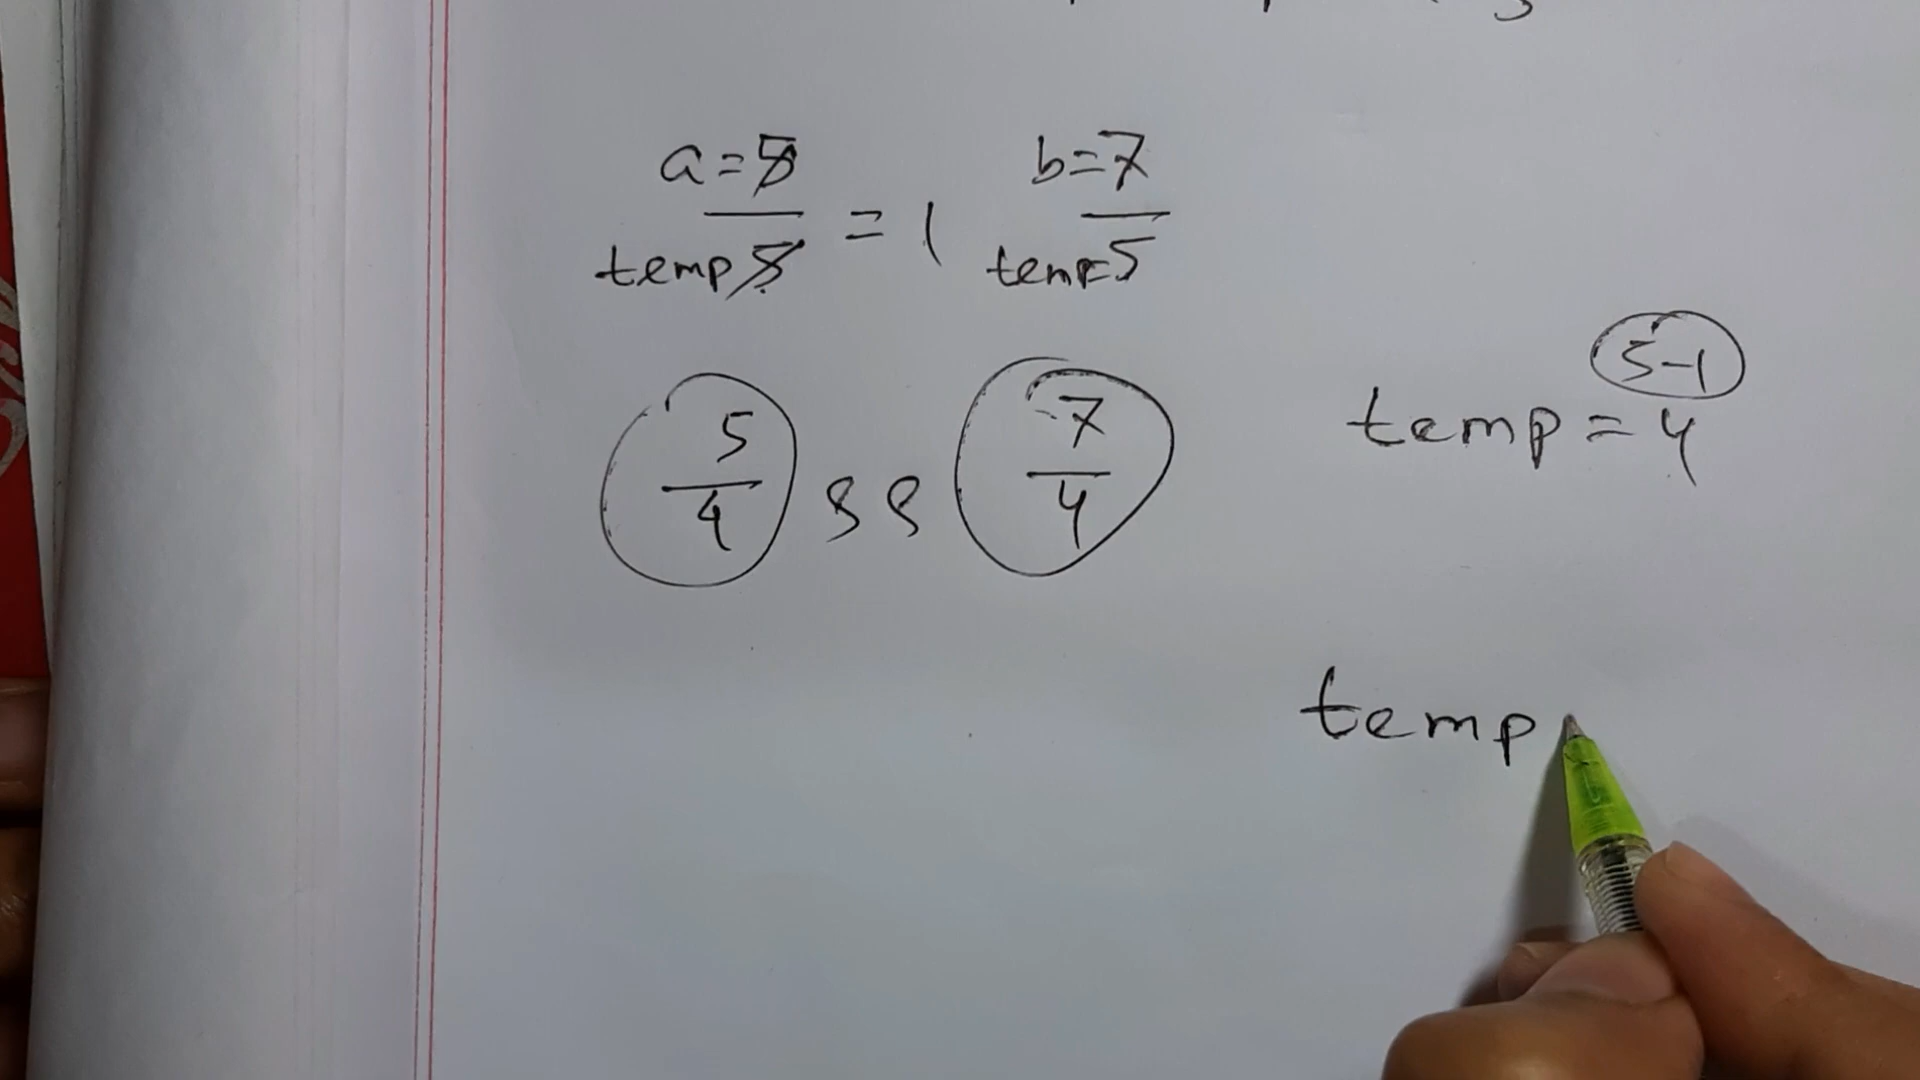 a=5 b=7
= 1
temp 5 temp=5
5 7
&&
4 4
5-1
temp = 4
temp